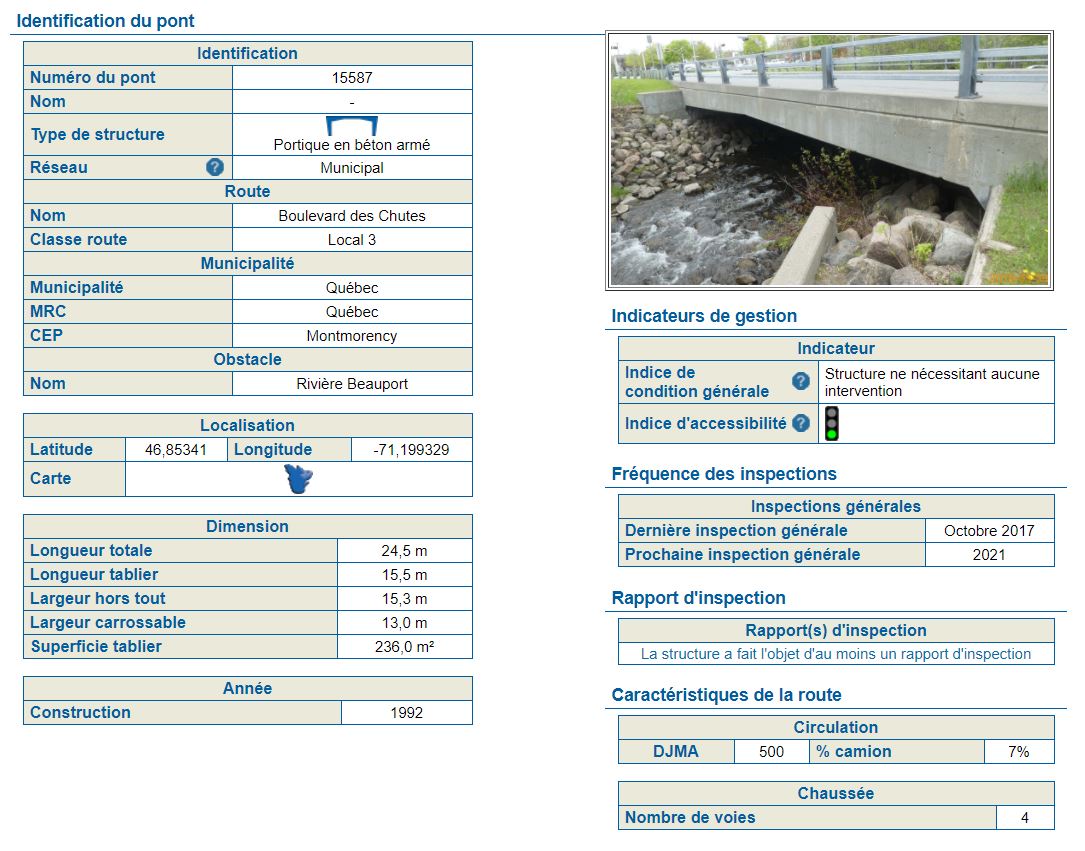 Identification du pont
Identification
Numéro du pont 15587
Nom -
Type de structure Portique en béton armé
Réseau ? Municipal
Route
Nom Boulevard des Chutes
Classe route Local 3
Municipalité
Municipalité Québec
MRC Québec
CEP Montmorency
Obstacle
Nom Rivière Beauport
Localisation
Latitude 46,85341 Longitude -71,199329
Carte
Dimension
Longueur totale 24,5 m
Longueur tablier 15,5 m
Largeur hors tout 15,3 m
Largeur carrossable 13,0 m
Superficie tablier 236,0 m²
Année
Construction 1992
Indicateurs de gestion
Indicateur
Indice de
condition générale ? Structure ne nécessitant aucune
intervention
Indice d'accessibilité ?
Fréquence des inspections
Inspections générales
Dernière inspection générale Octobre 2017
Prochaine inspection générale 2021
Rapport d'inspection
Rapport(s) d'inspection
La structure a fait l'objet d'au moins un rapport d'inspection
Caractéristiques de la route
Circulation
DJMA 500 % camion 7%
Chaussée
Nombre de voies 4